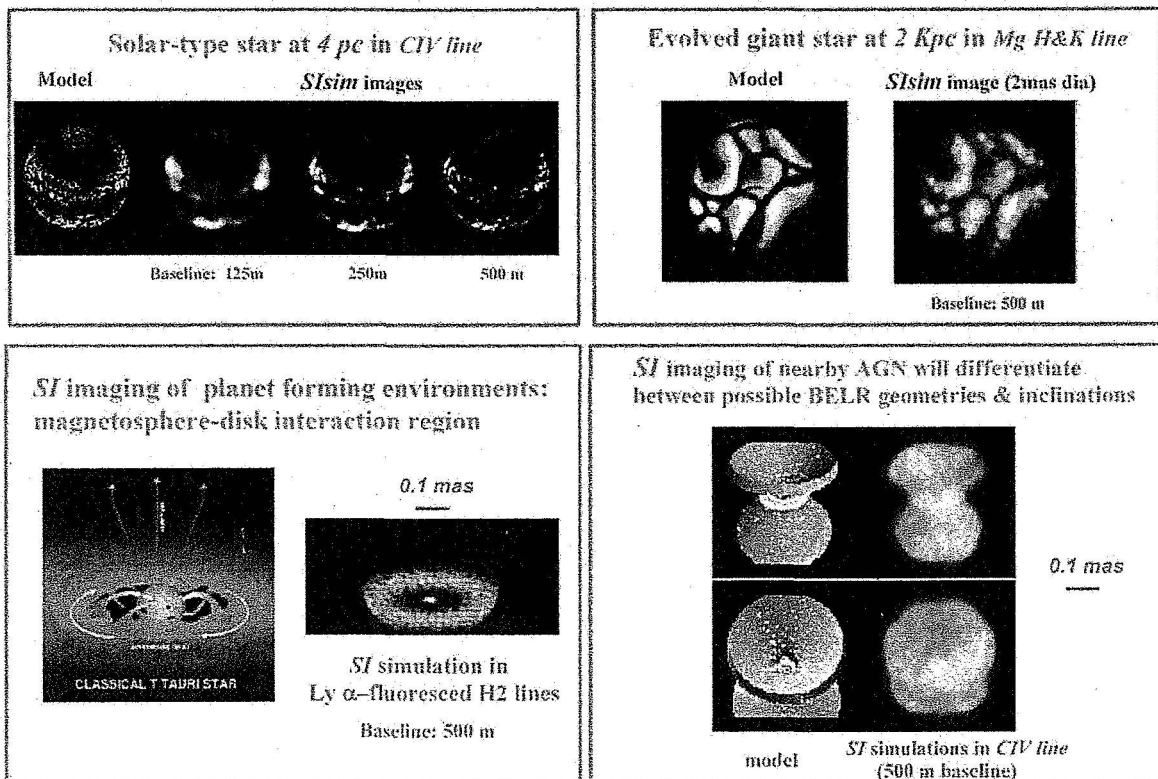 Solar-type star at 4 pc in CIV line
Model
SIsim images
Baseline: 125m
250m
500 m
Evolved giant star at 2 Kpc in Mg H&K line
Model
SIsim image (2mas dia)
Baseline: 500 m
SI imaging of planet forming environments:
magnetosphere-disk interaction region
CLASSICAL T TAURI STAR
0.1 mas
SI simulation in
Ly α–fluoresced H2 lines
Baseline: 500 m
SI imaging of nearby AGN will differentiate
between possible BELR geometries & inclinations
0.1 mas
model
SI simulations in CIV line
(500 m baseline)